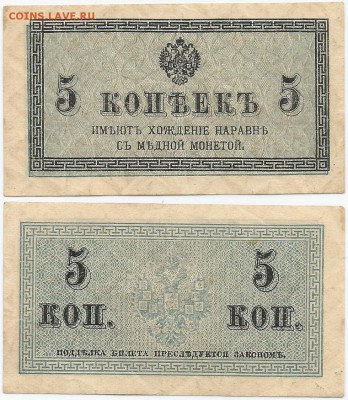 COINS.LAVE.RU
5 КОПѢЕКЪ 5
ИМѢЮТЪ ХОЖДЕНІЕ НАРАВНѢ
СЪ МѢДНОЙ МОНЕТОЙ.
5 5
КОП. КОП.
ПОДДѢЛКА БИЛЕТА ПРЕСЛѢДУЕТСЯ ЗАКОНОМЪ.